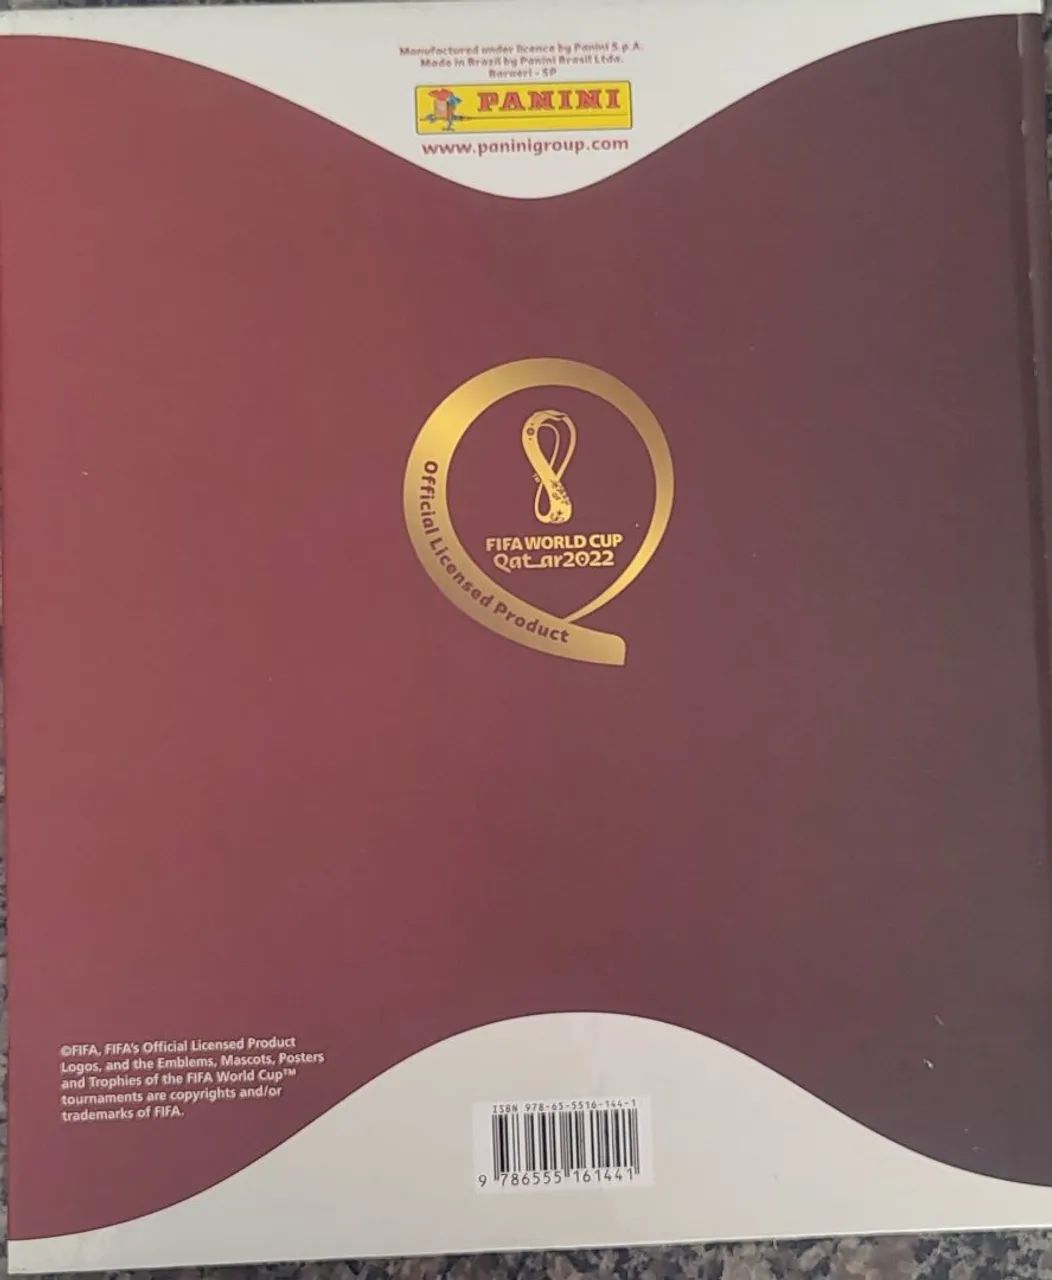 Manufactured under licence by Panini S.p.A.
Made in Brazil by Panini Brasil Ltda.
Barueri - SP
PANINI
www.paninigroup.com
Official Licensed Product
FIFA WORLD CUP
Qatar2022
©FIFA, FIFA's Official Licensed Product
Logos, and the Emblems, Mascots, Posters
and Trophies of the FIFA World Cup™
tournaments are copyrights and/or
trademarks of FIFA.
ISBN 978-65-5516-144-1
9 786555 161441